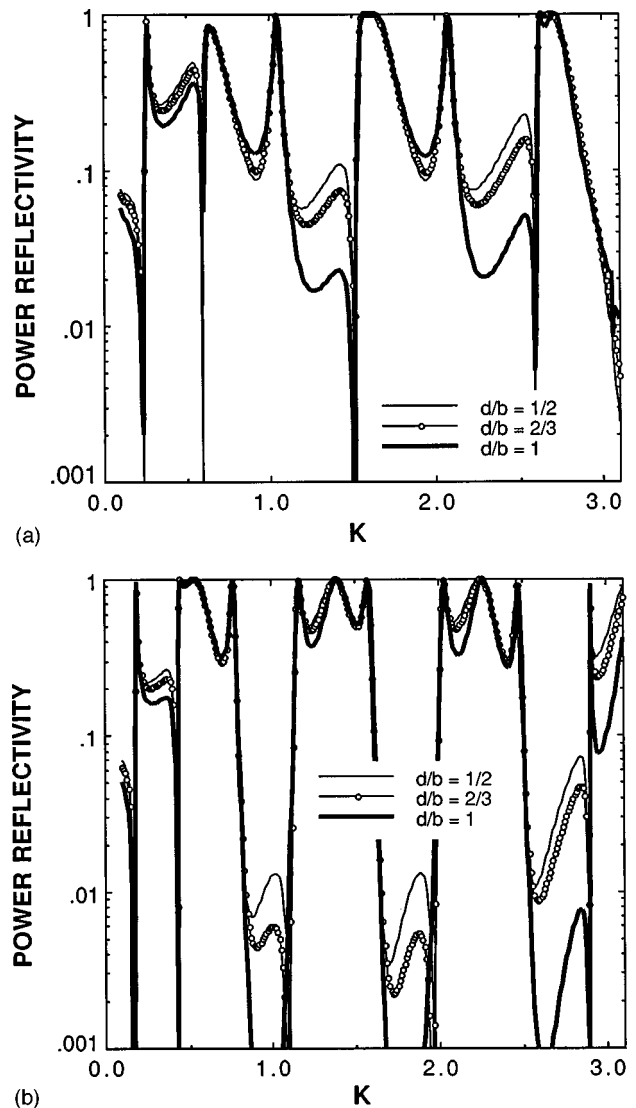 1
.1
.01
.001
POWER REFLECTIVITY
d/b = 1/2
d/b = 2/3
d/b = 1
0.0 1.0 2.0 3.0
K
(a)
1
.1
.01
.001
POWER REFLECTIVITY
d/b = 1/2
d/b = 2/3
d/b = 1
0.0 1.0 2.0 3.0
K
(b)